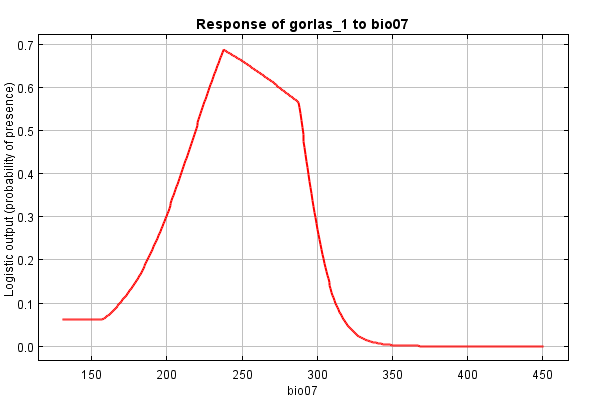 Response of gorlas_1 to bio07
Logistic output (probability of presence)
0.7
0.6
0.5
0.4
0.3
0.2
0.1
0.0
150 200 250 300 350 400 450
bio07